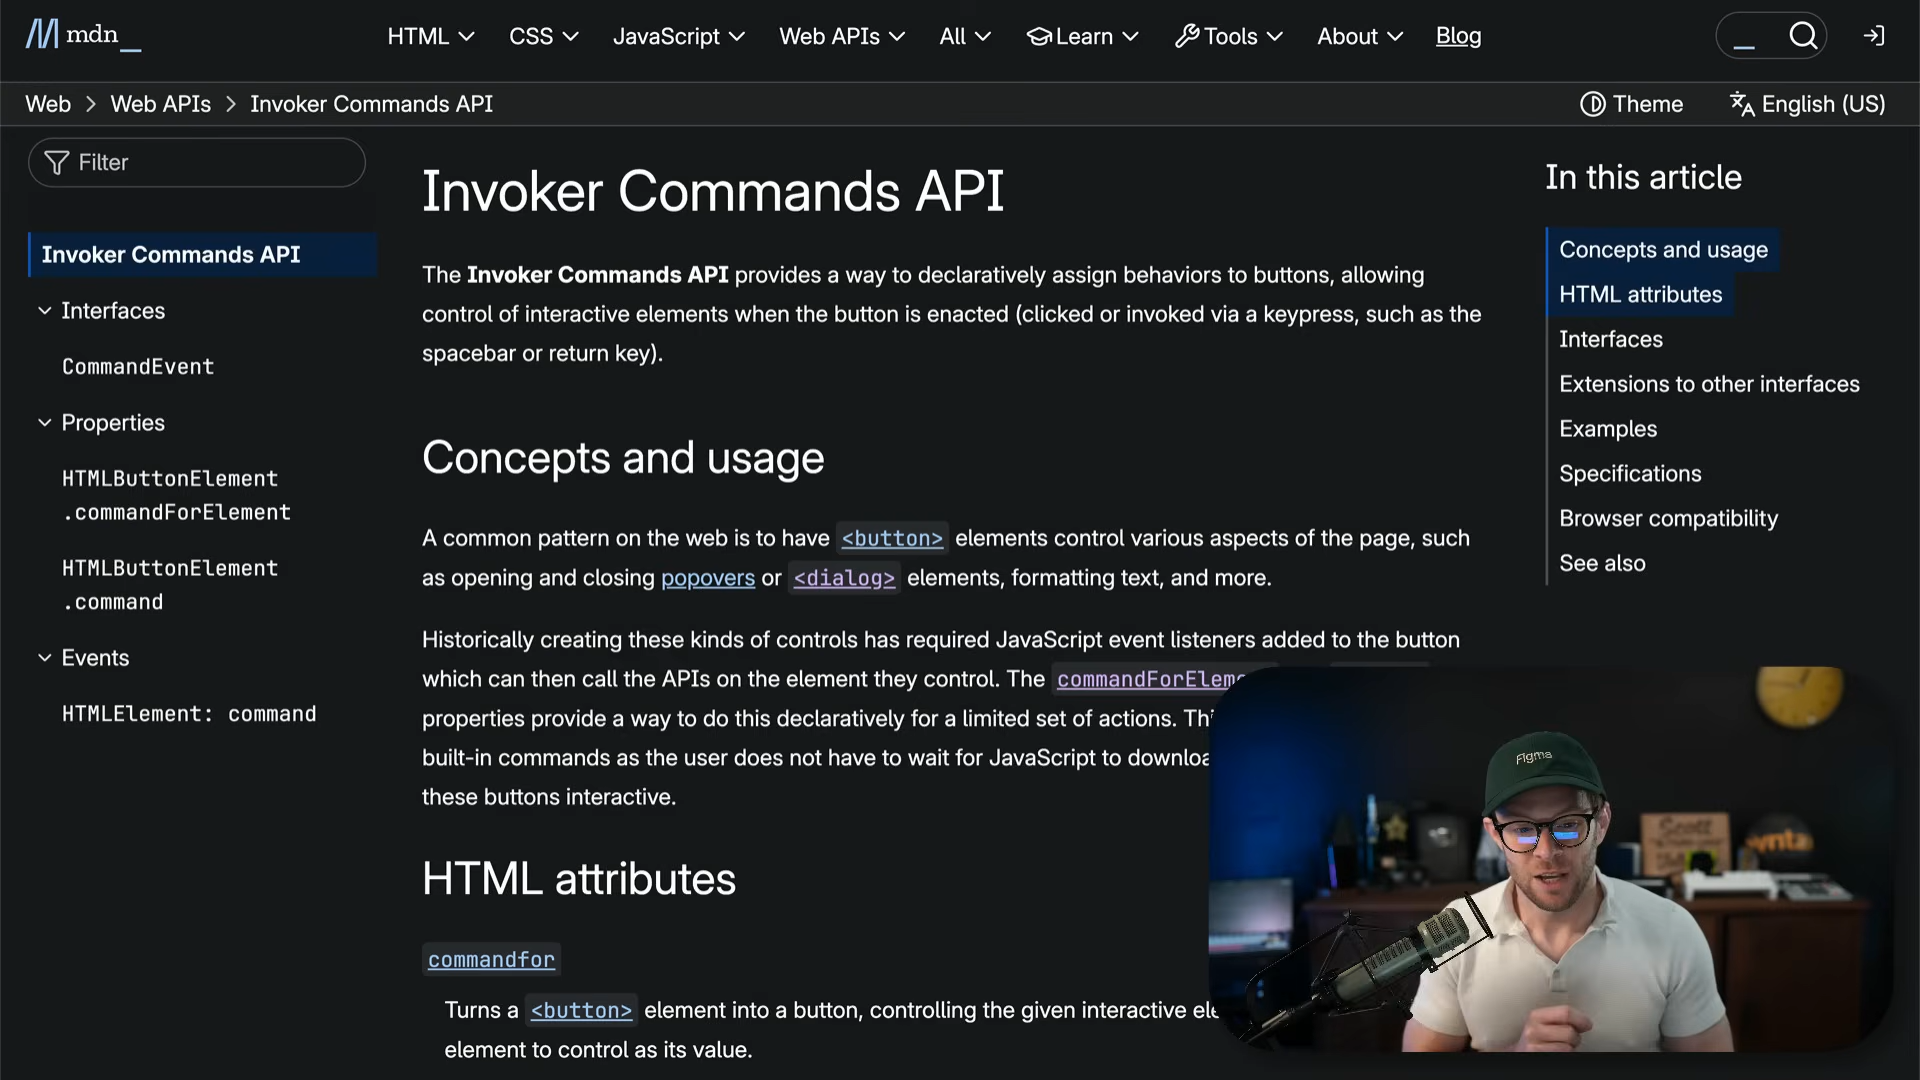 mdn_
HTML
CSS
JavaScript
Web APIs
All
Learn
Tools
About
Blog
Web > Web APIs > Invoker Commands API
Theme
English (US)
Filter
Invoker Commands API
Interfaces
CommandEvent
Properties
HTMLButtonElement
.commandForElement
HTMLButtonElement
.command
Events
HTMLElement: command
Invoker Commands API
The Invoker Commands API provides a way to declaratively assign behaviors to buttons, allowing
control of interactive elements when the button is enacted (clicked or invoked via a keypress, such as the
spacebar or return key).
Concepts and usage
A common pattern on the web is to have <button> elements control various aspects of the page, such
as opening and closing popovers or <dialog> elements, formatting text, and more.
Historically creating these kinds of controls has required JavaScript event listeners added to the button
which can then call the APIs on the element they control. The
properties provide a way to do this declaratively for a limited set of actions.
built-in commands as the user does not have to wait for JavaScript to
these buttons interactive.
HTML attributes
commandfor
Turns a <button> element into a button, controlling the given interactive
element to control as its value.
In this article
Concepts and usage
HTML attributes
Interfaces
Extensions to other interfaces
Examples
Specifications
Browser compatibility
See also
Figma
Scott